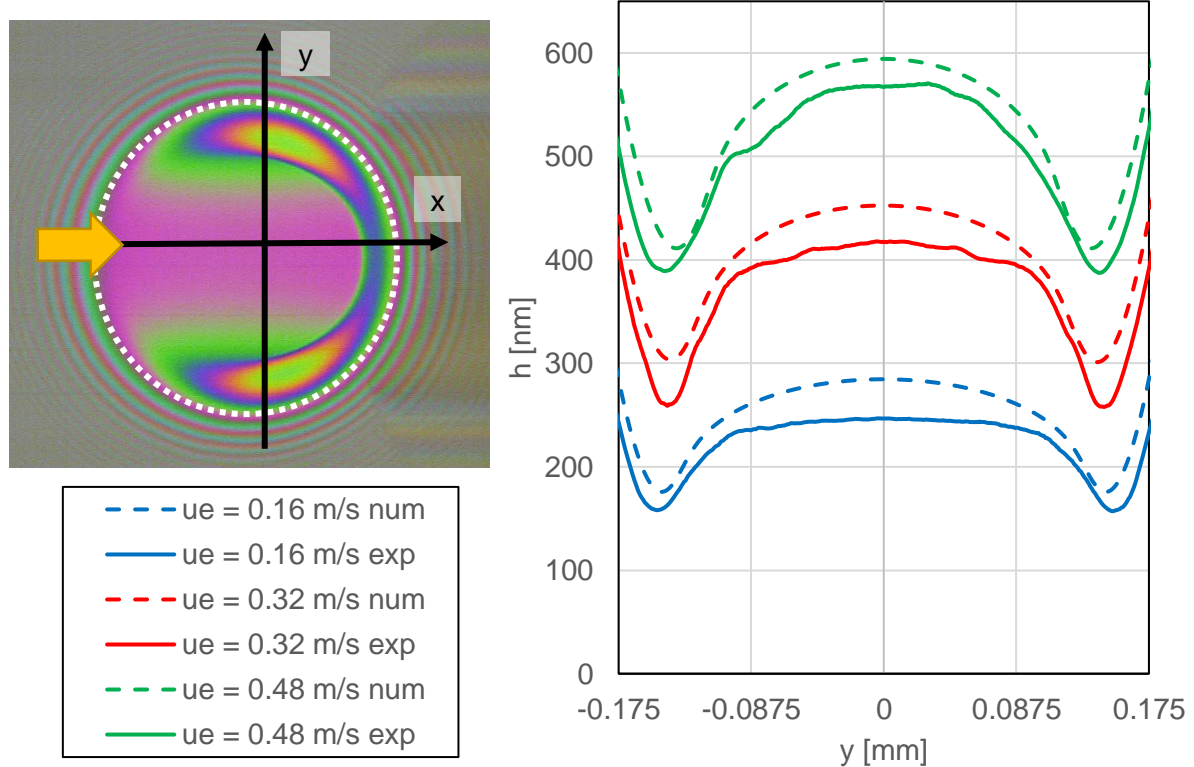 y
x
ue = 0.16 m/s num
ue = 0.16 m/s exp
ue = 0.32 m/s num
ue = 0.32 m/s exp
ue = 0.48 m/s num
ue = 0.48 m/s exp
h [nm]
600
500
400
300
200
100
0
-0.175 -0.0875 0 0.0875 0.175
y [mm]